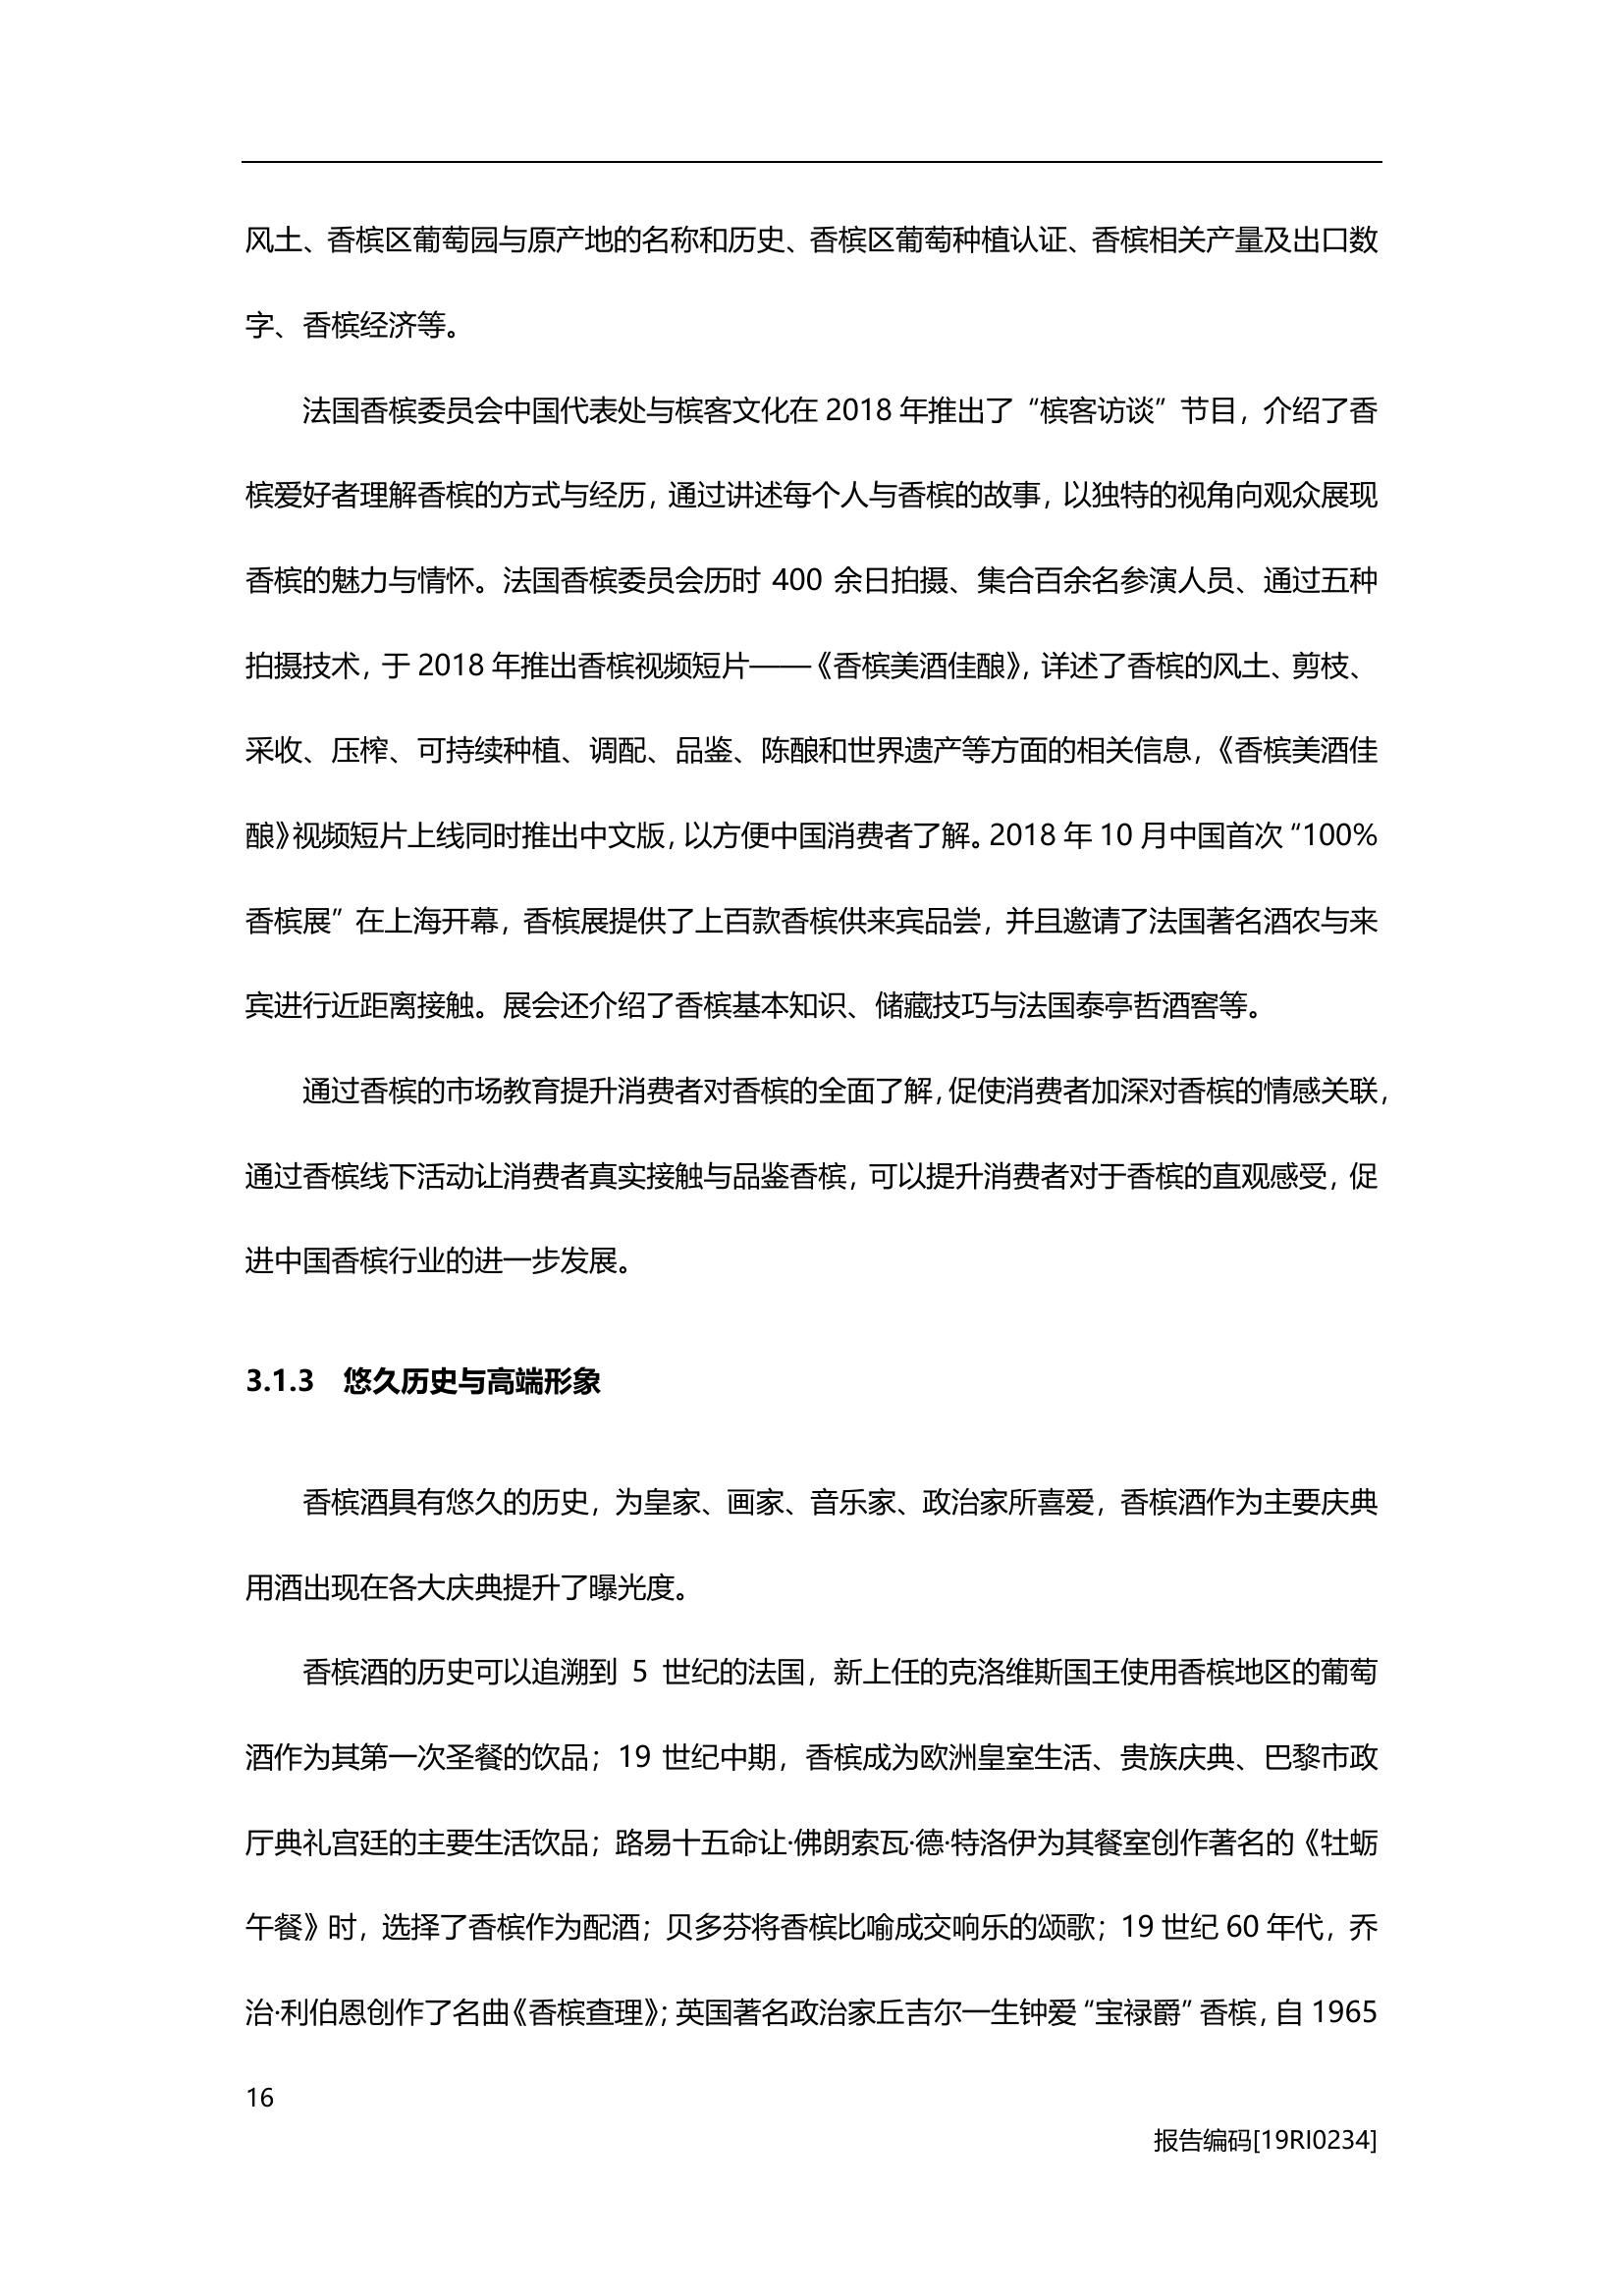 风土、香槟区葡萄园与原产地的名称和历史、香槟区葡萄种植认证、香槟相关产量及出口数
字、香槟经济等。
法国香槟委员会中国代表处与槟客文化在 2018 年推出了“槟客访谈”节目，介绍了香
槟爱好者理解香槟的方式与经历，通过讲述每个人与香槟的故事，以独特的视角向观众展现
香槟的魅力与情怀。法国香槟委员会历时 400 余日拍摄、集合百余名参演人员、通过五种
拍摄技术，于 2018 年推出香槟视频短片——《香槟美酒佳酿》，详述了香槟的风土、剪枝、
采收、压榨、可持续种植、调配、品鉴、陈酿和世界遗产等方面的相关信息，《香槟美酒佳
酿》视频短片上线同时推出中文版，以方便中国消费者了解。2018 年 10 月中国首次“100%
香槟展”在上海开幕，香槟展提供了上百款香槟供来宾品尝，并且邀请了法国著名酒农与来
宾进行近距离接触。展会还介绍了香槟基本知识、储藏技巧与法国泰亭哲酒窖等。
通过香槟的市场教育提升消费者对香槟的全面了解，促使消费者加深对香槟的情感关联，
通过香槟线下活动让消费者真实接触与品鉴香槟，可以提升消费者对于香槟的直观感受，促
进中国香槟行业的进一步发展。
3.1.3 悠久历史与高端形象
香槟酒具有悠久的历史，为皇家、画家、音乐家、政治家所喜爱，香槟酒作为主要庆典
用酒出现在各大庆典提升了曝光度。
香槟酒的历史可以追溯到 5 世纪的法国，新上任的克洛维斯国王使用香槟地区的葡萄
酒作为其第一次圣餐的饮品；19 世纪中期，香槟成为欧洲皇室生活、贵族庆典、巴黎市政
厅典礼宫廷的主要生活饮品；路易十五命让·佛朗索瓦·德·特洛伊为其餐室创作著名的《牡蛎
午餐》时，选择了香槟作为配酒；贝多芬将香槟比喻成交响乐的颂歌；19 世纪 60 年代，乔
治·利伯恩创作了名曲《香槟查理》；英国著名政治家丘吉尔一生钟爱“宝禄爵”香槟，自 1965
16
报告编码[19RI0234]